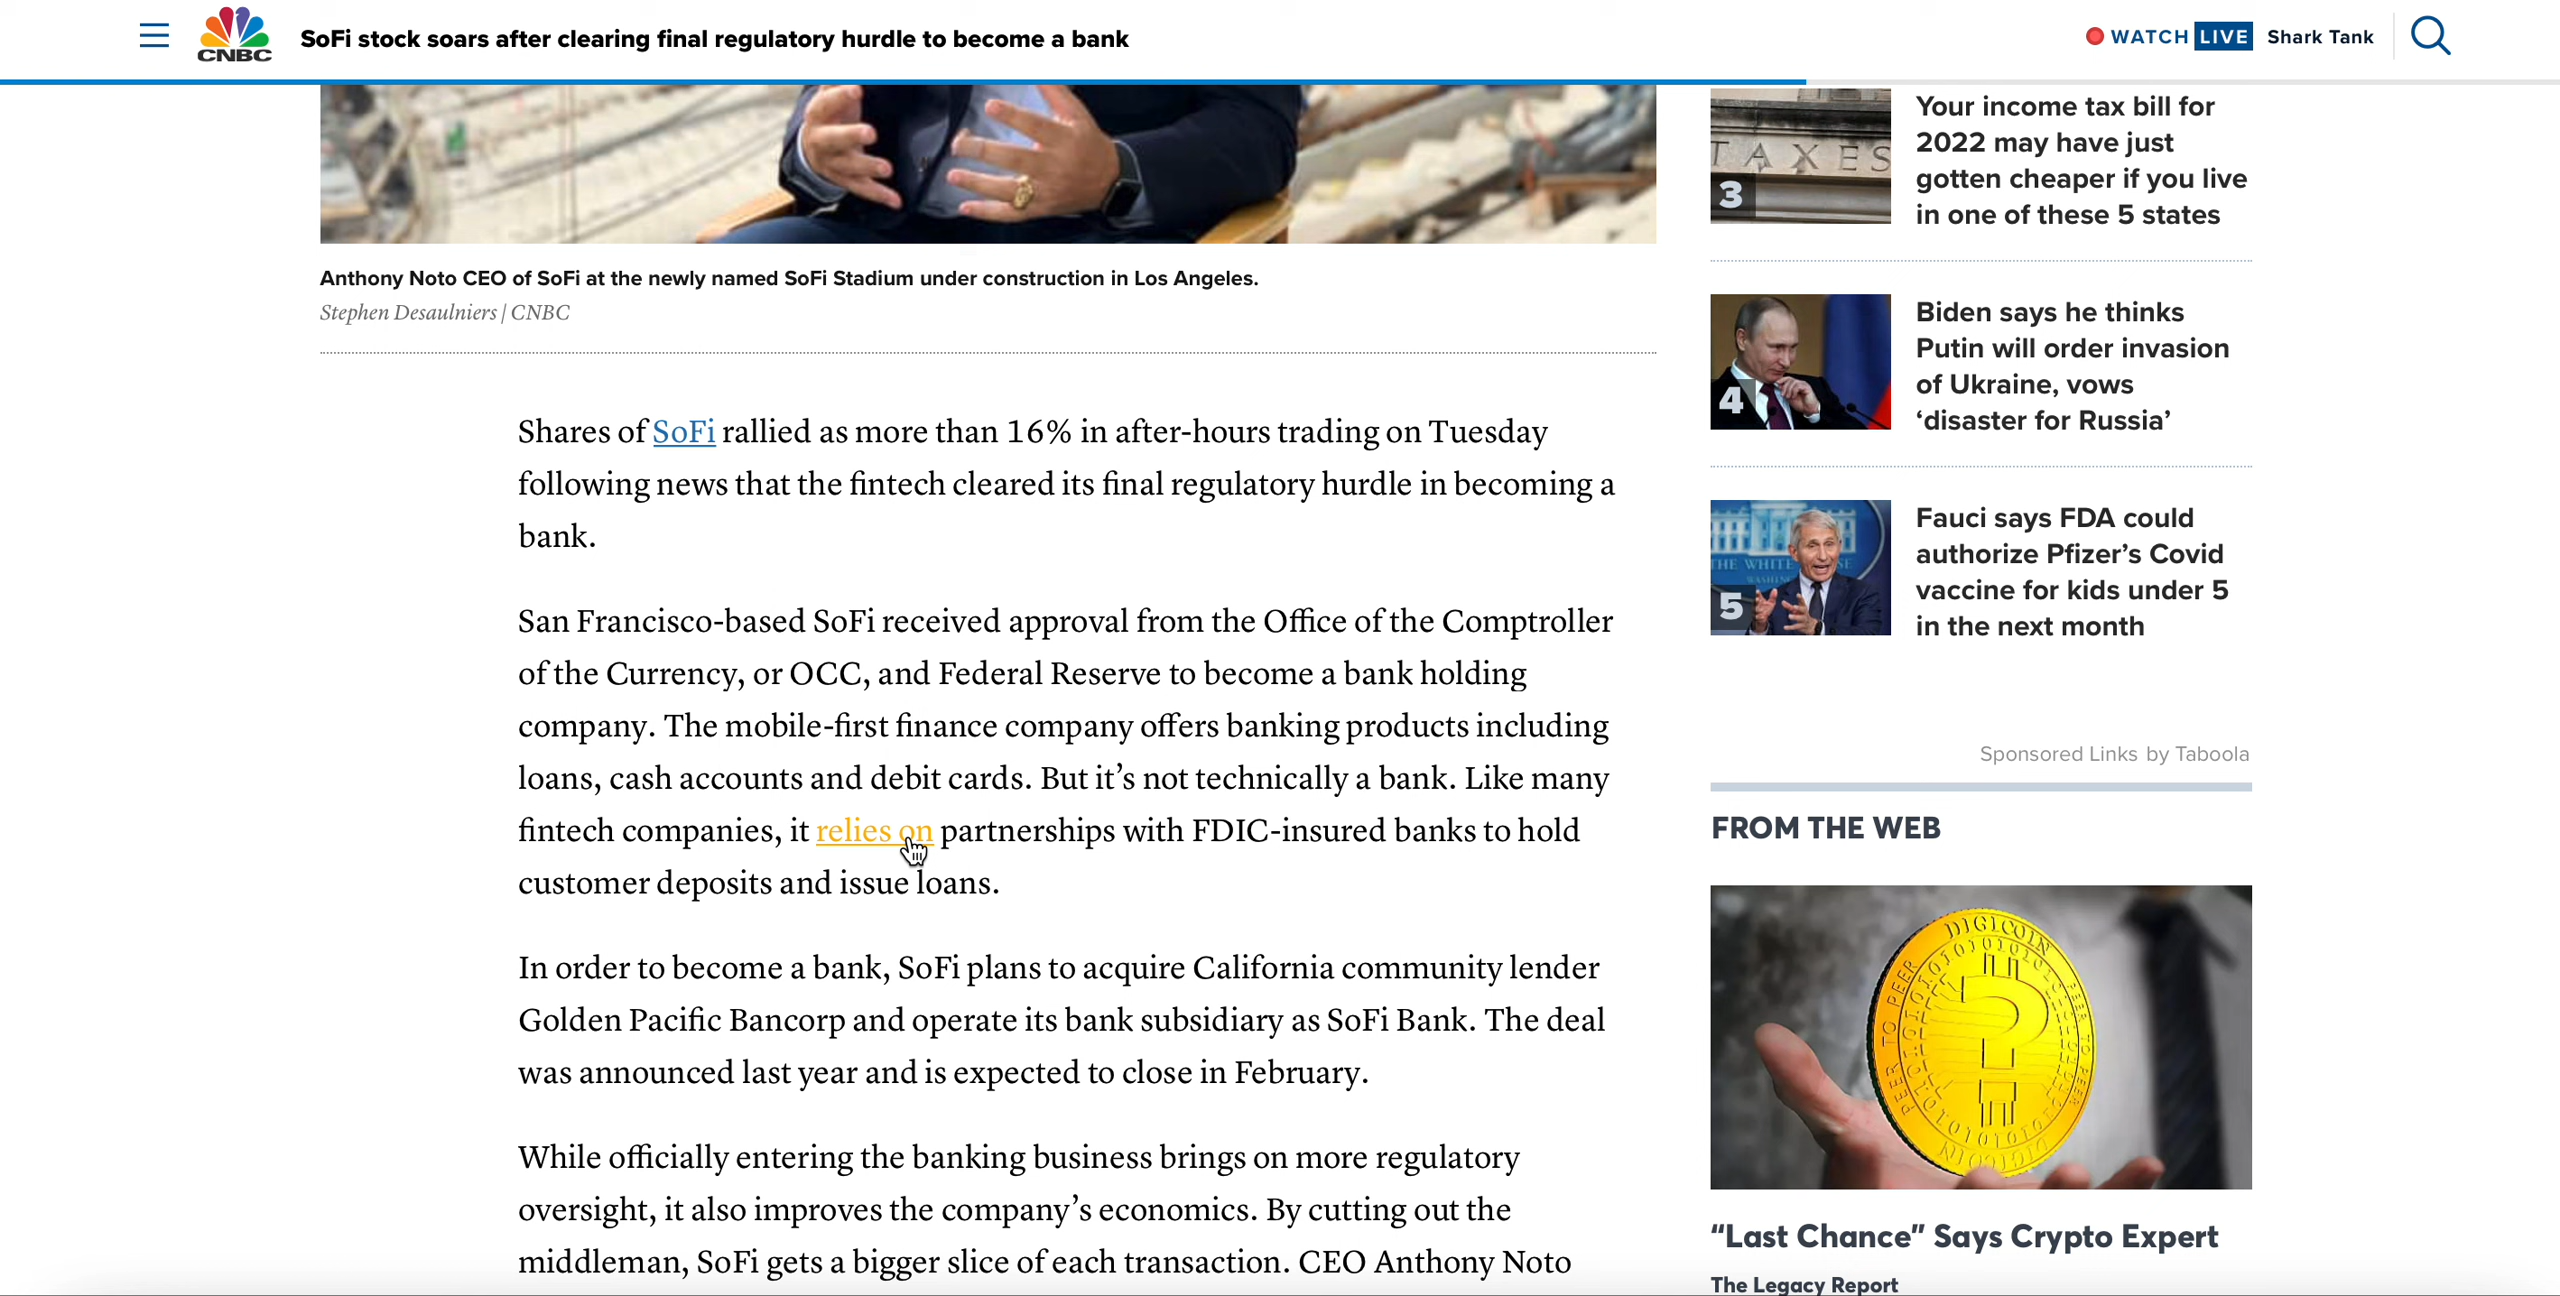 CNBC
SoFi stock soars after clearing final regulatory hurdle to become a bank
WATCH LIVE Shark Tank
Anthony Noto CEO of SoFi at the newly named SoFi Stadium under construction in Los Angeles.
Stephen Desaulniers | CNBC
Shares of SoFi rallied as more than 16% in after-hours trading on Tuesday
following news that the fintech cleared its final regulatory hurdle in becoming a
bank.
San Francisco-based SoFi received approval from the Office of the Comptroller
of the Currency, or OCC, and Federal Reserve to become a bank holding
company. The mobile-first finance company offers banking products including
loans, cash accounts and debit cards. But it’s not technically a bank. Like many
fintech companies, it relies on partnerships with FDIC-insured banks to hold
customer deposits and issue loans.
In order to become a bank, SoFi plans to acquire California community lender
Golden Pacific Bancorp and operate its bank subsidiary as SoFi Bank. The deal
was announced last year and is expected to close in February.
While officially entering the banking business brings on more regulatory
oversight, it also improves the company’s economics. By cutting out the
middleman, SoFi gets a bigger slice of each transaction. CEO Anthony Noto
TAXES
3
Your income tax bill for
2022 may have just
gotten cheaper if you live
in one of these 5 states
4
Biden says he thinks
Putin will order invasion
of Ukraine, vows
‘disaster for Russia’
THE WHITE
5
Fauci says FDA could
authorize Pfizer’s Covid
vaccine for kids under 5
in the next month
Sponsored Links by Taboola
FROM THE WEB
DIGICOIN
PEER TO PEER
PEER TO PEER
DIGICOIN
“Last Chance” Says Crypto Expert
The Legacy Report